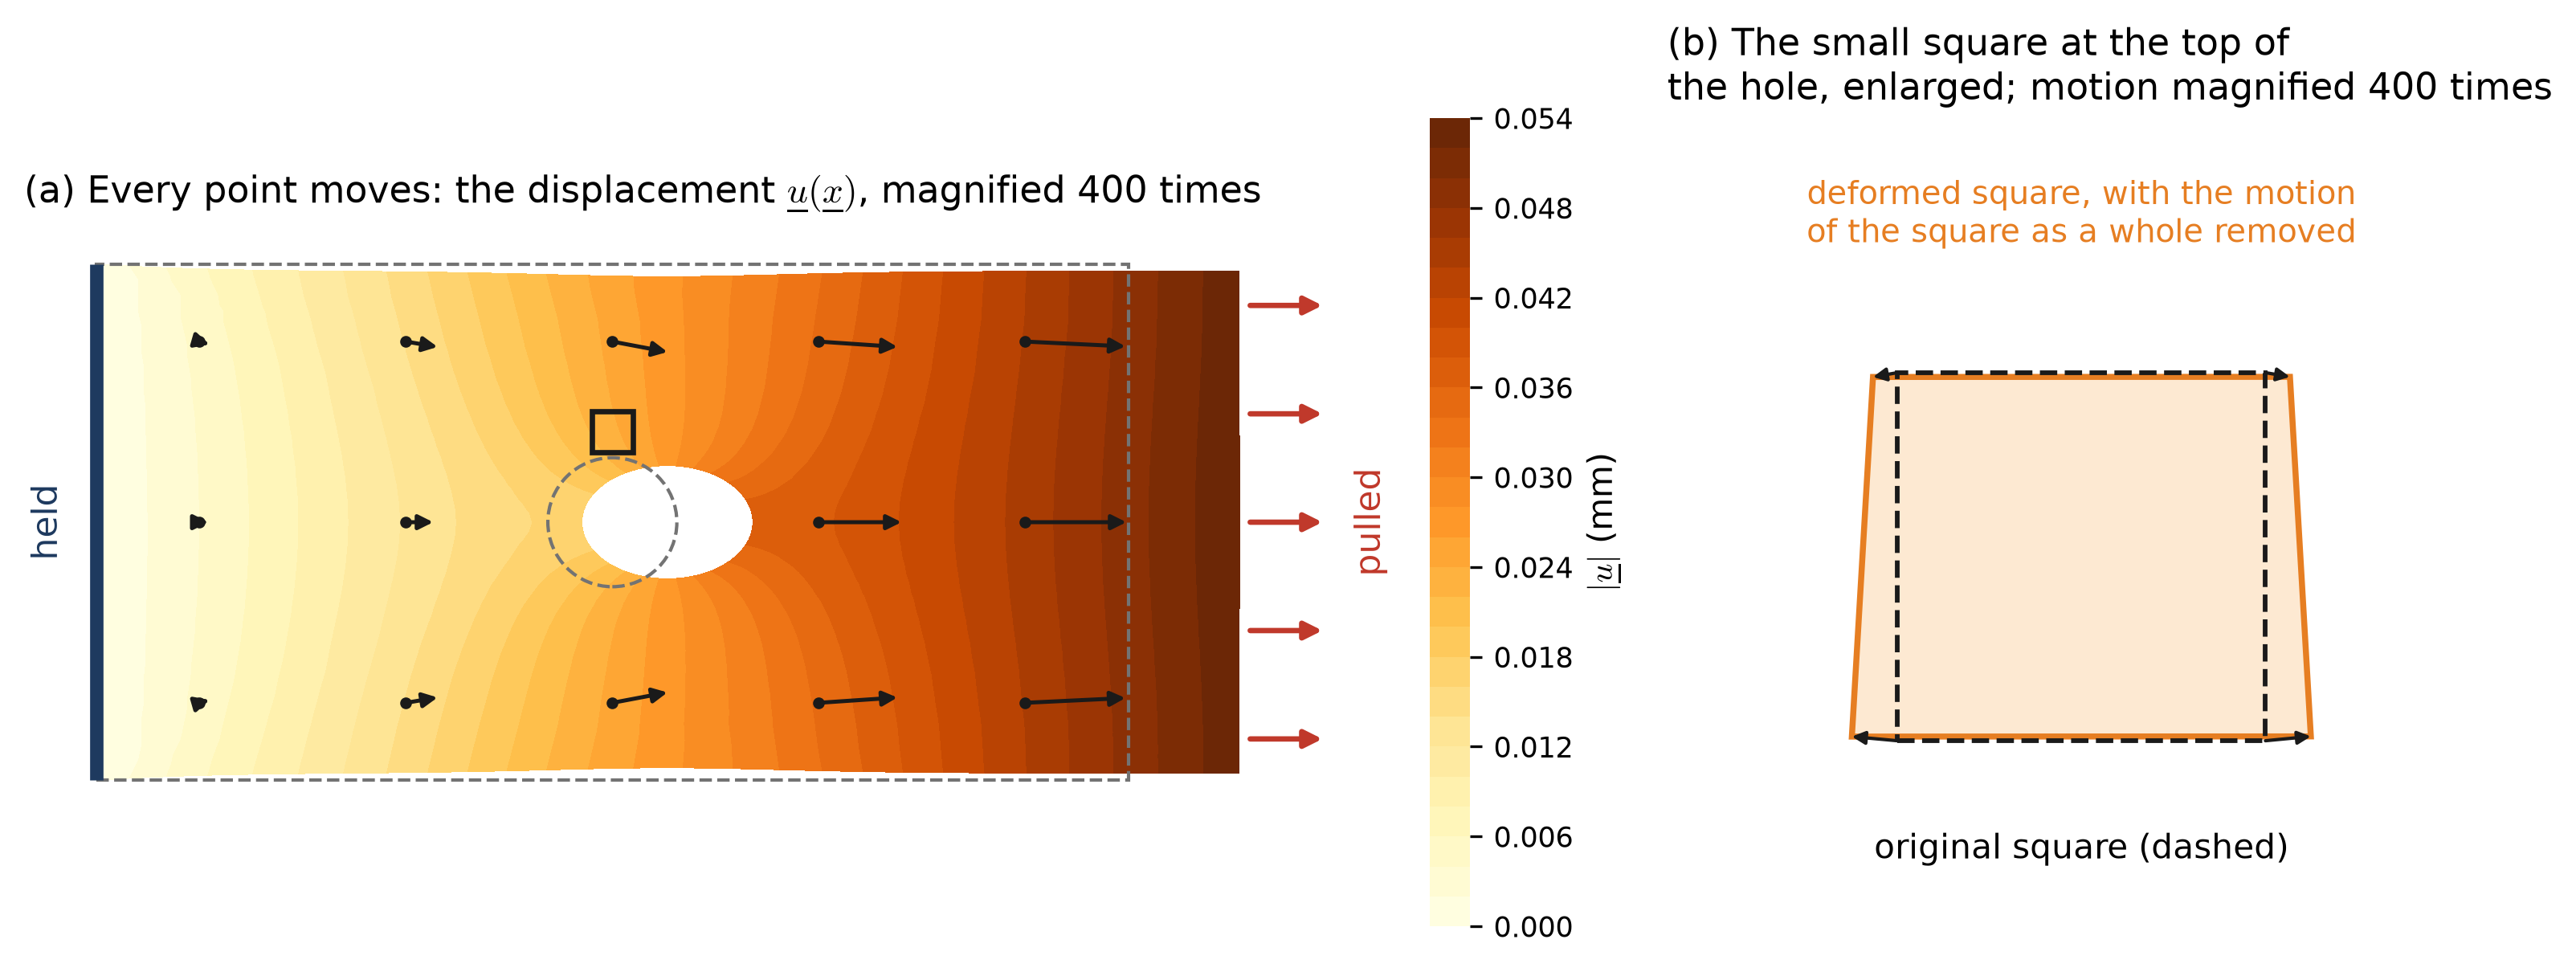 (a) Every point moves: the displacement u(x), magnified 400 times
held
pulled
0.054
0.048
0.042
0.036
0.030
0.024
0.018
0.012
0.006
0.000
|u| (mm)
(b) The small square at the top of
the hole, enlarged; motion magnified 400 times
deformed square, with the motion
of the square as a whole removed
original square (dashed)